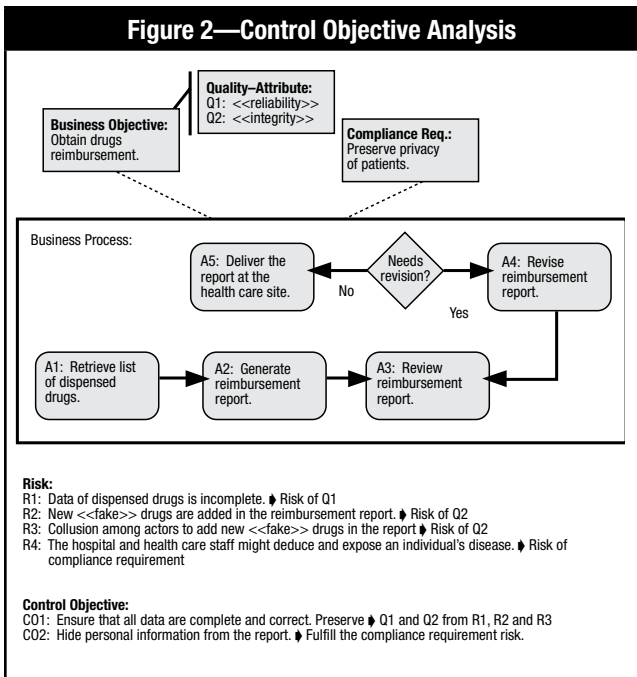 Figure 2—Control Objective Analysis
Quality–Attribute:
Q1: <<reliability>>
Q2: <<integrity>>
Business Objective:
Obtain drugs
reimbursement.
Compliance Req.:
Preserve privacy
of patients.
Business Process:
A5: Deliver the
report at the
health care site.
Needs
revision?
A4: Revise
reimbursement
report.
No
Yes
A1: Retrieve list
of dispensed
drugs.
A2: Generate
reimbursement
report.
A3: Review
reimbursement
report.
Risk:
R1: Data of dispensed drugs is incomplete. ➧ Risk of Q1
R2: New <<fake>> drugs are added in the reimbursement report. ➧ Risk of Q2
R3: Collusion among actors to add new <<fake>> drugs in the report ➧ Risk of Q2
R4: The hospital and health care staff might deduce and expose an individual's disease. ➧ Risk of
compliance requirement
Control Objective:
CO1: Ensure that all data are complete and correct. Preserve ➧ Q1 and Q2 from R1, R2 and R3
CO2: Hide personal information from the report. ➧ Fulfill the compliance requirement risk.